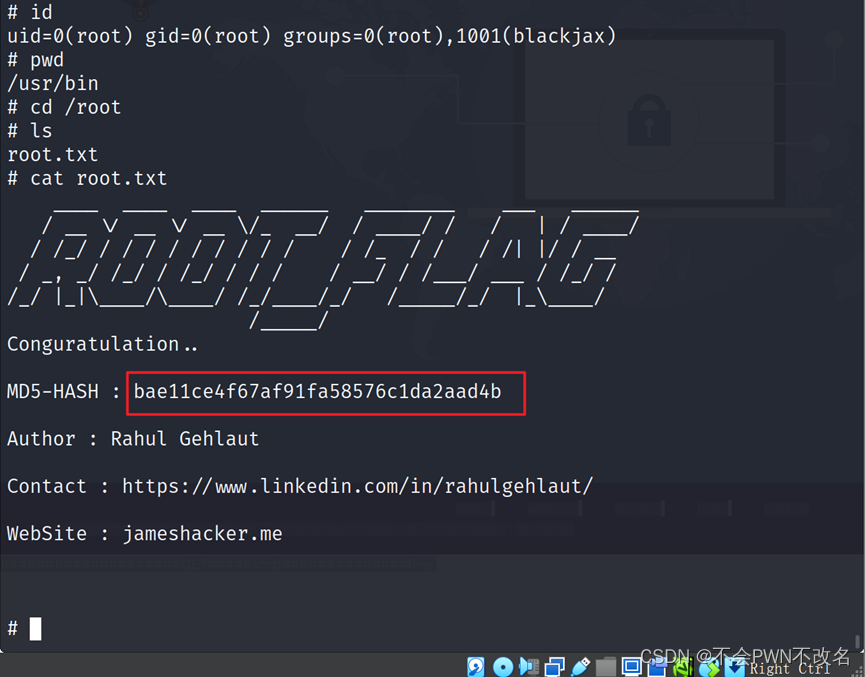 # id
uid=0(root) gid=0(root) groups=0(root),1001(blackjax)
# pwd
/usr/bin
# cd /root
# ls
root.txt
# cat root.txt
ROOT_FLAG
Conguratulation..
MD5-HASH : bae11ce4f67af91fa58576c1da2aad4b
Author : Rahul Gehlaut
Contact : https://www.linkedin.com/in/rahulgehlaut/
WebSite : jameshacker.me
#
CSDN @不会PWN不改名
Right Ctrl